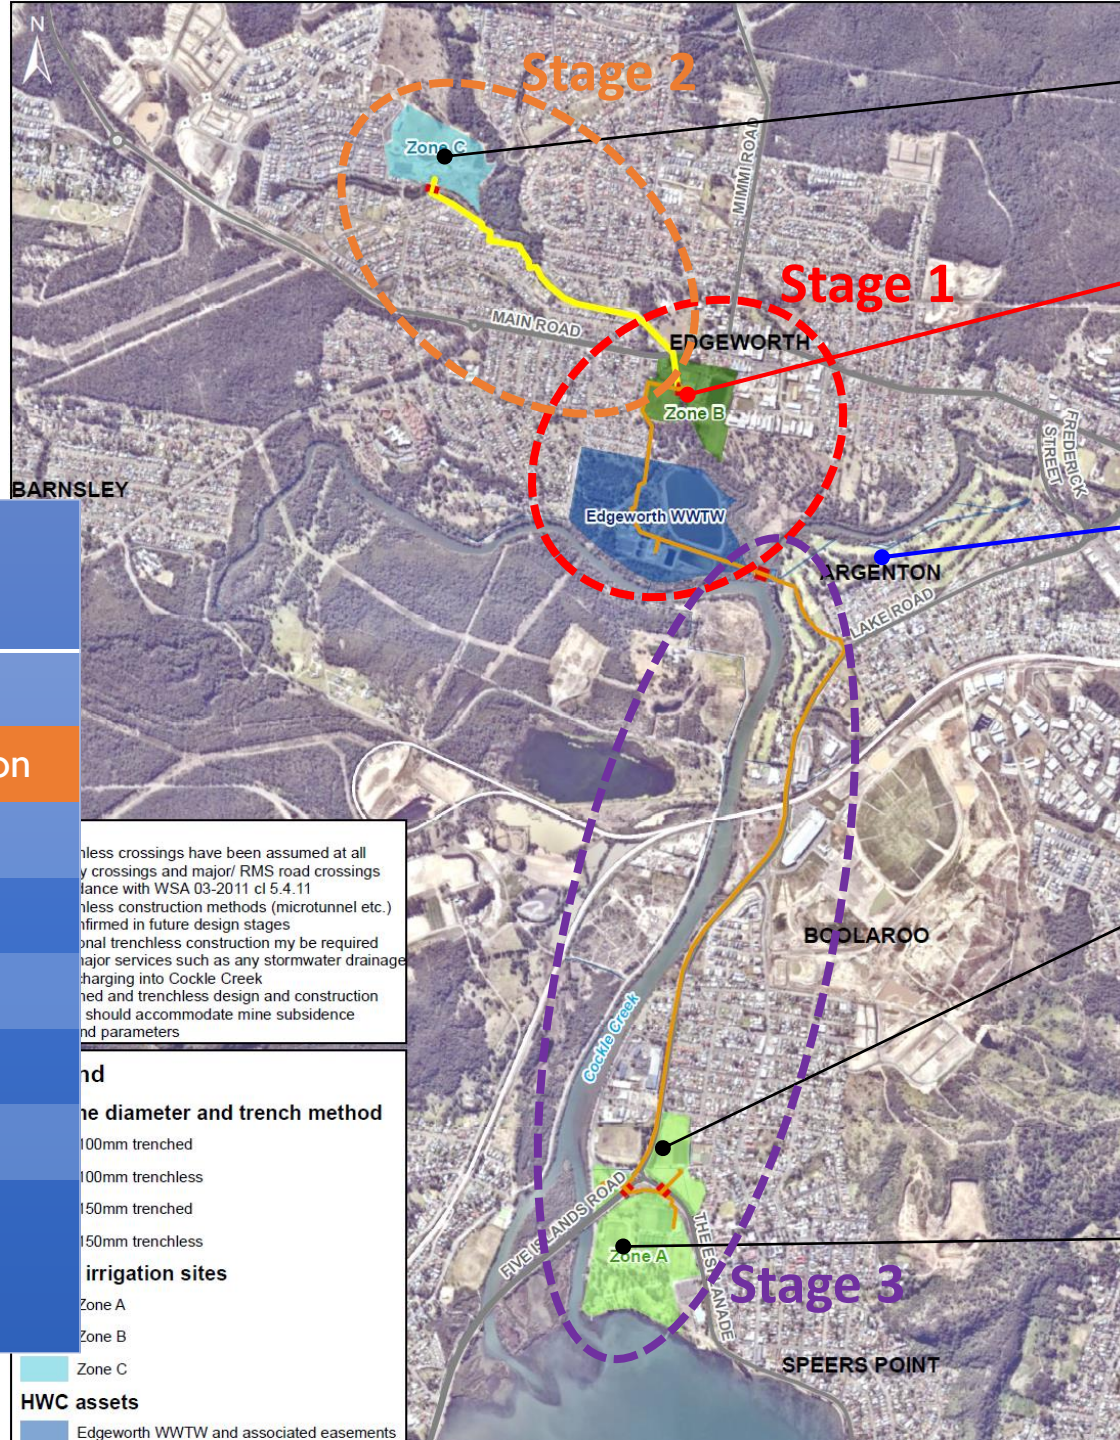 N
Stage 2
Zone C
MIMMI ROAD
Stage 1
MAIN ROAD
EDGEWORTH
Zone B
FREDERICK
STREET
BARNSLEY
Edgeworth WWTW
ARGENTON
LAKE ROAD
on
nless crossings have been assumed at all
y crossings and major/ RMS road crossings
dance with WSA 03-2011 cl 5.4.11
nless construction methods (microtunnel etc.)
nfirmed in future design stages
onal trenchless construction my be required
najor services such as any stormwater drainage
charging into Cockle Creek
ned and trenchless design and construction
should accommodate mine subsidence
nd parameters
BOOLAROO
Cockle Creek
nd
ne diameter and trench method
100mm trenched
100mm trenchless
150mm trenched
150mm trenchless
irrigation sites
Zone A
Zone B
Zone C
HWC assets
Edgeworth WWTW and associated easements
FIVE ISLANDS ROAD
Zone A
THE ESPLANADE
Stage 3
SPEERS POINT